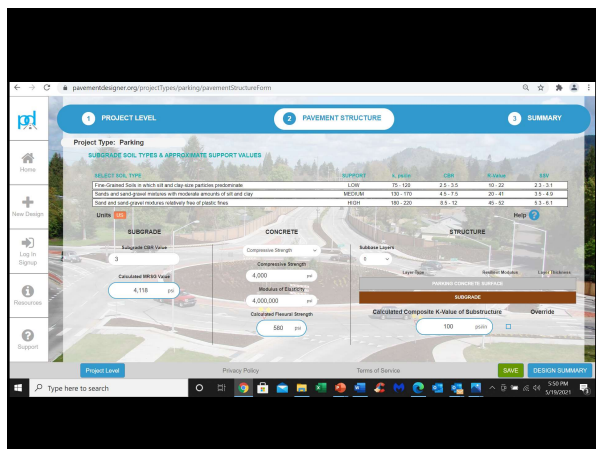 pavementdesigner.org/projectTypes/parking/pavementStructureForm
pd
1 PROJECT LEVEL
2 PAVEMENT STRUCTURE
3 SUMMARY
Project Type: Parking
SUBGRADE SOIL TYPES & APPROXIMATE SUPPORT VALUES
SELECT SOIL TYPE SUPPORT k, psi/in CBR R-Value SSV
Fine-Grained Soils in which silt and clay-size particles predominate LOW 75 - 120 2.5 - 3.5 10 - 22 2.3 - 3.1
Sands and sand-gravel mixtures with moderate amounts of silt and clay MEDIUM 130 - 170 4.5 - 7.5 20 - 41 3.5 - 4.9
Sand and sand-gravel mixtures relatively free of plastic fines HIGH 180 - 220 8.5 - 12 45 - 52 5.3 - 6.1
Home
New Design
Log In
Signup
Resources
Support
Units US
Help ?
SUBGRADE
Subgrade CBR Value
3
Calculated MRSG Value
4,118 psi
CONCRETE
Compressive Strength
Compressive Strength
4,000 psi
Modulus of Elasticity
4,000,000 psi
Calculated Flexural Strength
580 psi
STRUCTURE
Subbase Layers
0
Layer Type Resilient Modulus Layer Thickness
PARKING CONCRETE SURFACE
SUBGRADE
Calculated Composite K-Value of Substructure Override
100 psi/in
Project Level
Privacy Policy
Terms of Service
SAVE
DESIGN SUMMARY
Type here to search
5:50 PM
5/19/2021